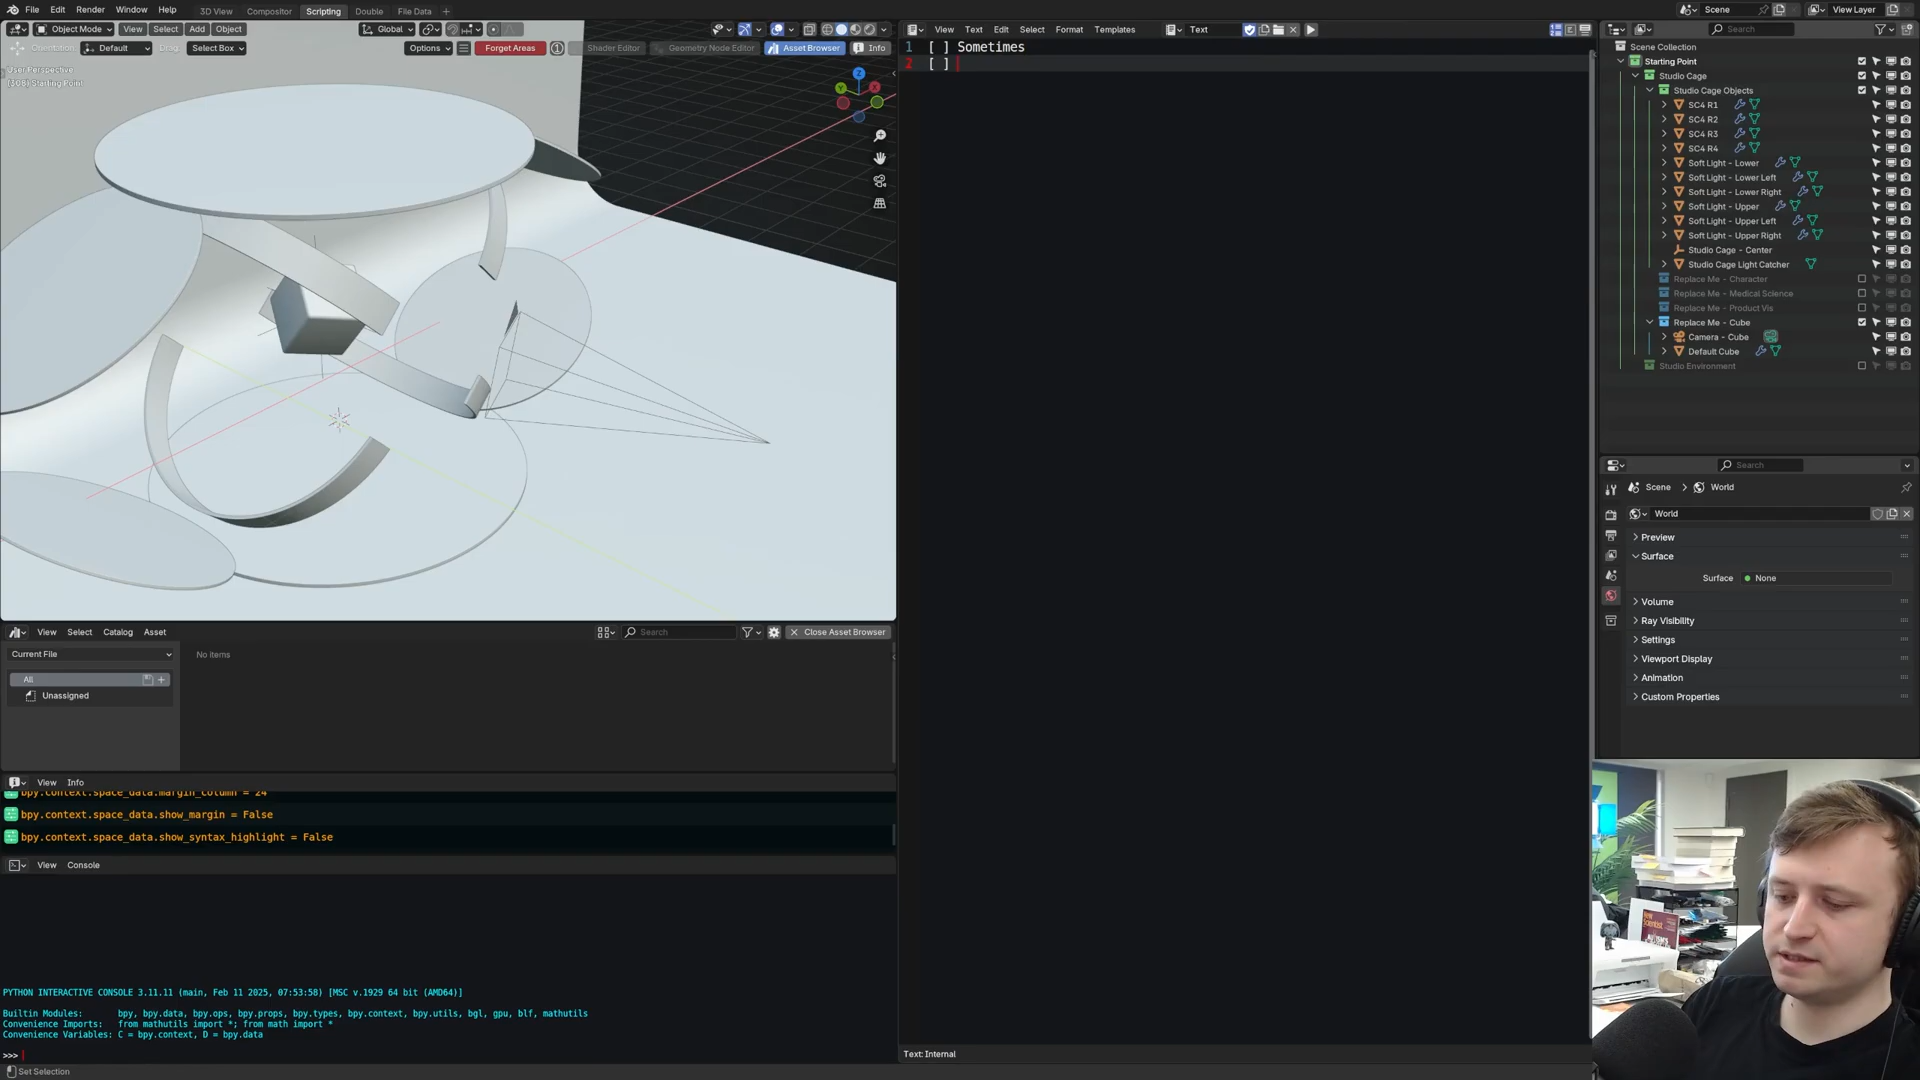 File Edit Render Window Help 3D View Compositor Scripting Double File Data + Scene View Layer
View Select Add Object Object Mode Global
Orientation Default Drag Select Box Options Forget Areas Shader Editor Geometry Node Editor Asset Browser Info
User Perspective
(308) Starting Point
Z
Y
X
View Text Edit Select Format Templates Text
1 [ ] Sometimes
2 [ ]
Text: Internal
Search
Scene Collection
Starting Point
Studio Cage
Studio Cage Objects
SC4 R1
SC4 R2
SC4 R3
SC4 R4
Soft Light - Lower
Soft Light - Lower Left
Soft Light - Lower Right
Soft Light - Upper
Soft Light - Upper Left
Soft Light - Upper Right
Studio Cage - Center
Studio Cage Light Catcher
Replace Me - Character
Replace Me - Medical Science
Replace Me - Product Vis
Replace Me - Cube
Camera - Cube
Default Cube
Studio Environment
Search
Scene > World
World
Preview
Surface
Surface None
Volume
Ray Visibility
Settings
Viewport Display
Animation
Custom Properties
View Select Catalog Asset Search Close Asset Browser
Current File
All
Unassigned
No items
View Info
bpy.context.space_data.margin_column = 24
bpy.context.space_data.show_margin = False
bpy.context.space_data.show_syntax_highlight = False
View Console
PYTHON INTERACTIVE CONSOLE 3.11.11 (main, Feb 11 2025, 07:53:58) [MSC v.1929 64 bit (AMD64)]
Builtin Modules: bpy, bpy.data, bpy.ops, bpy.props, bpy.types, bpy.context, bpy.utils, bgl, gpu, blf, mathutils
Convenience Imports: from mathutils import *; from math import *
Convenience Variables: C = bpy.context, D = bpy.data
>>>
Set Selection
New Scientist